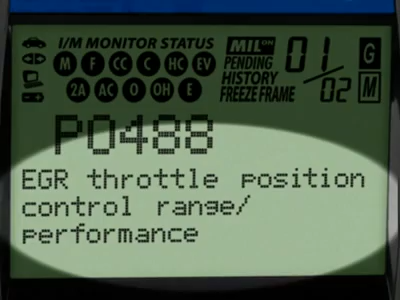 I/M MONITOR STATUS
MIL ON
01
G
M F CC C HC EV
PENDING
HISTORY
2A AC O OH E
FREEZE FRAME
02
M
P0488
EGR throttle position
control range/
performance